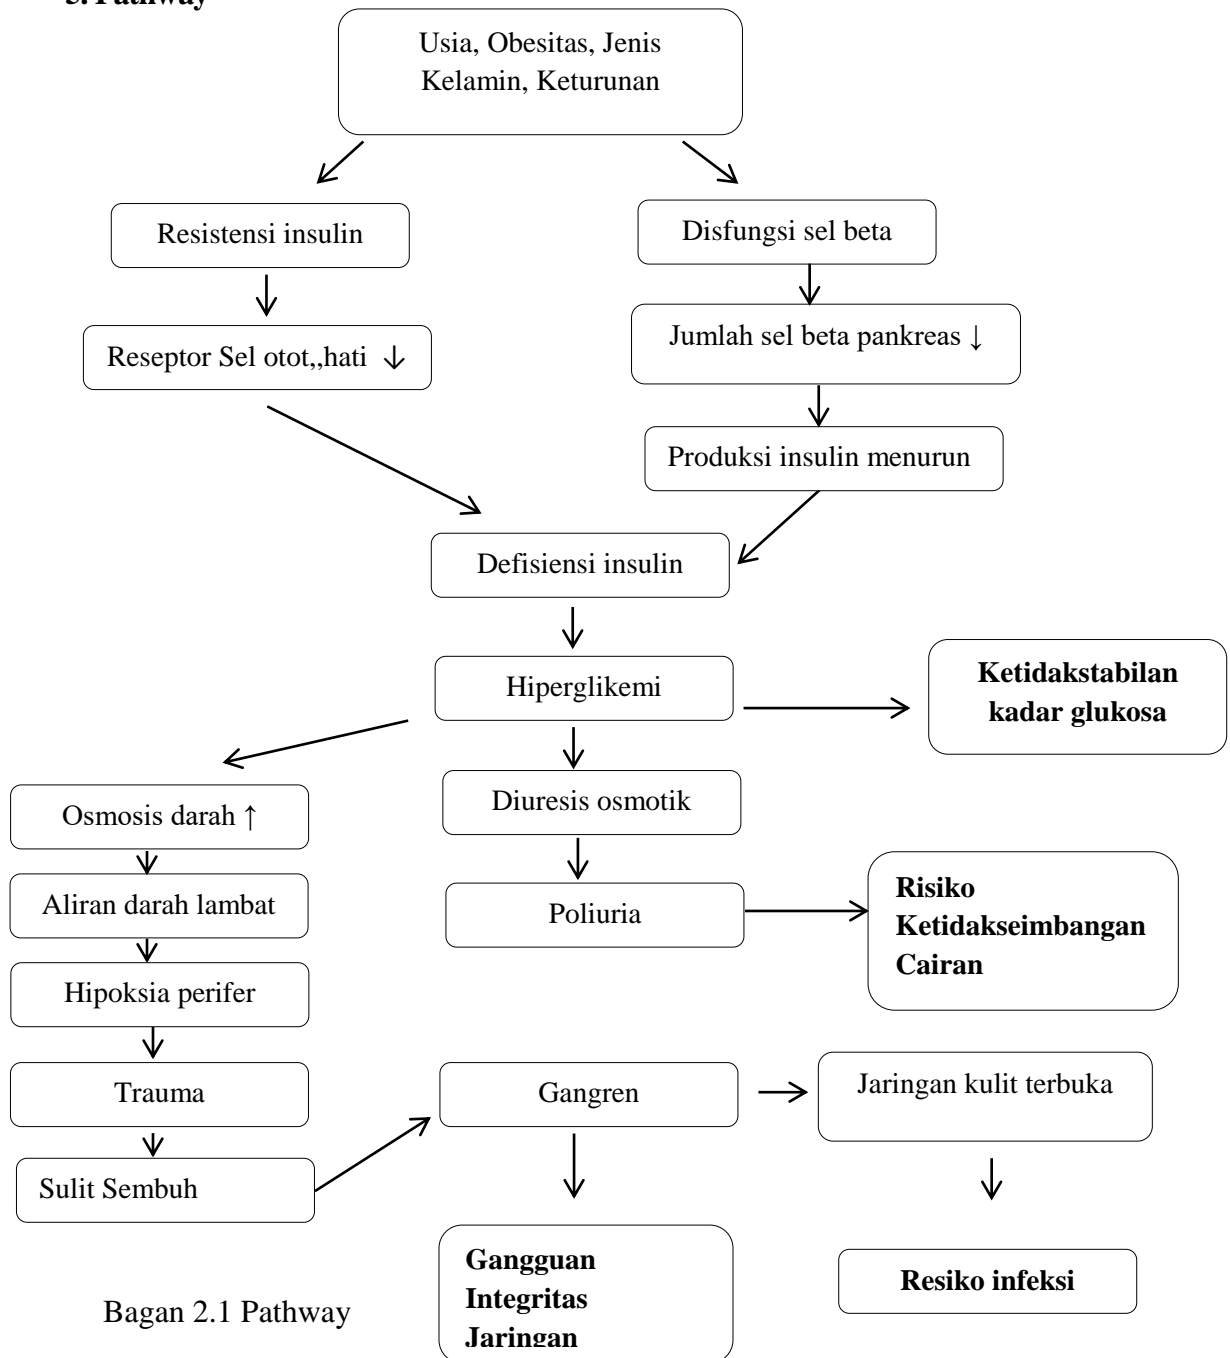 5. Pathway
Usia, Obesitas, Jenis
Kelamin, Keturunan
Resistensi insulin
Disfungsi sel beta
Reseptor Sel otot,,hati ↓
Jumlah sel beta pankreas ↓
Produksi insulin menurun
Defisiensi insulin
Hiperglikemi
Ketidakstabilan
kadar glukosa
Osmosis darah ↑
Diuresis osmotik
Aliran darah lambat
Poliuria
Risiko
Ketidakseimbangan
Cairan
Hipoksia perifer
Trauma
Gangren
Jaringan kulit terbuka
Sulit Sembuh
Gangguan
Integritas
Jaringan
Resiko infeksi
Bagan 2.1 Pathway